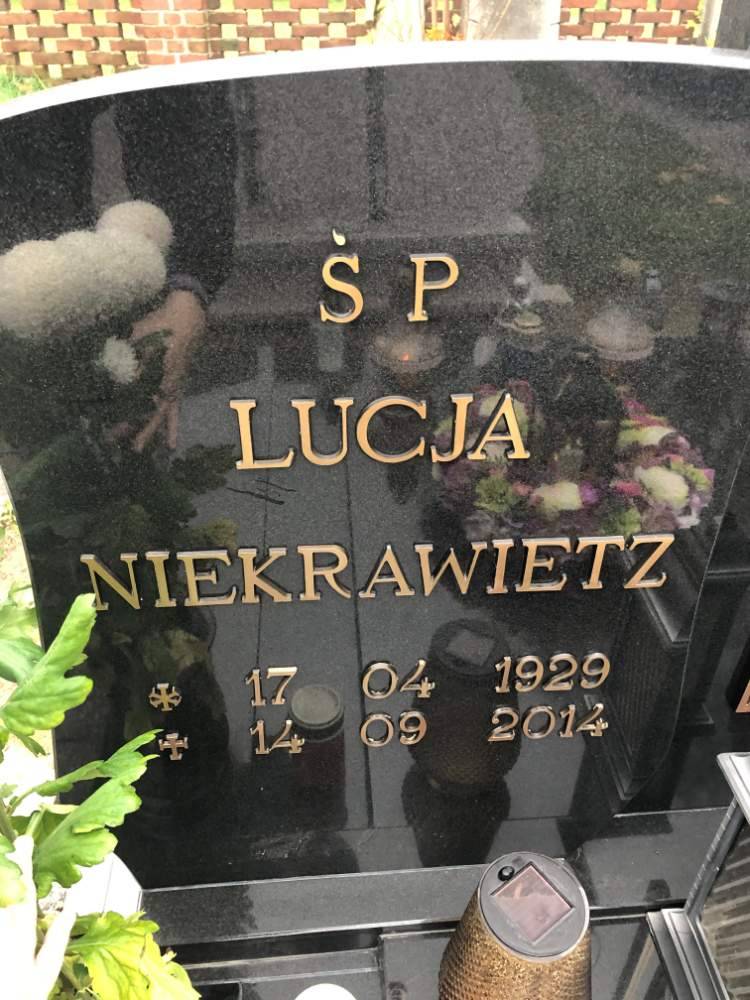 Ś P
LUCJA
NIEKRAWIETZ
17 04 1929
14 09 2014